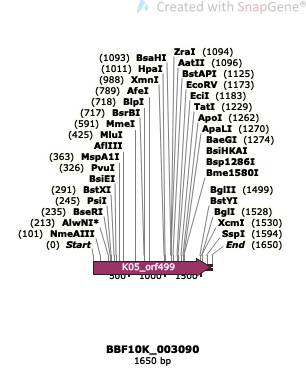 Created with SnapGene®
(1093) BsaHI
(1011) HpaI
(988) XmnI
(789) AfeI
(718) BlpI
(717) BsrBI
(591) MmeI
(425) MluI
AflIII
(363) MspA1I
(326) PvuI
BsiEI
(291) BstXI
(245) PsiI
(235) BseRI
(213) AlwNI*
(101) NmeAIII
(0) Start
ZraI (1094)
AatII (1096)
BstAPI (1125)
EcoRV (1173)
EciI (1183)
TatI (1229)
ApoI (1262)
ApaLI (1270)
BaeGI (1274)
BsiHKAI
Bsp1286I
Bme1580I
BglII (1499)
BstYI
BglI (1528)
XcmI (1530)
SspI (1594)
End (1650)
K05_orf499
500 1000 1500
BBF10K_003090
1650 bp